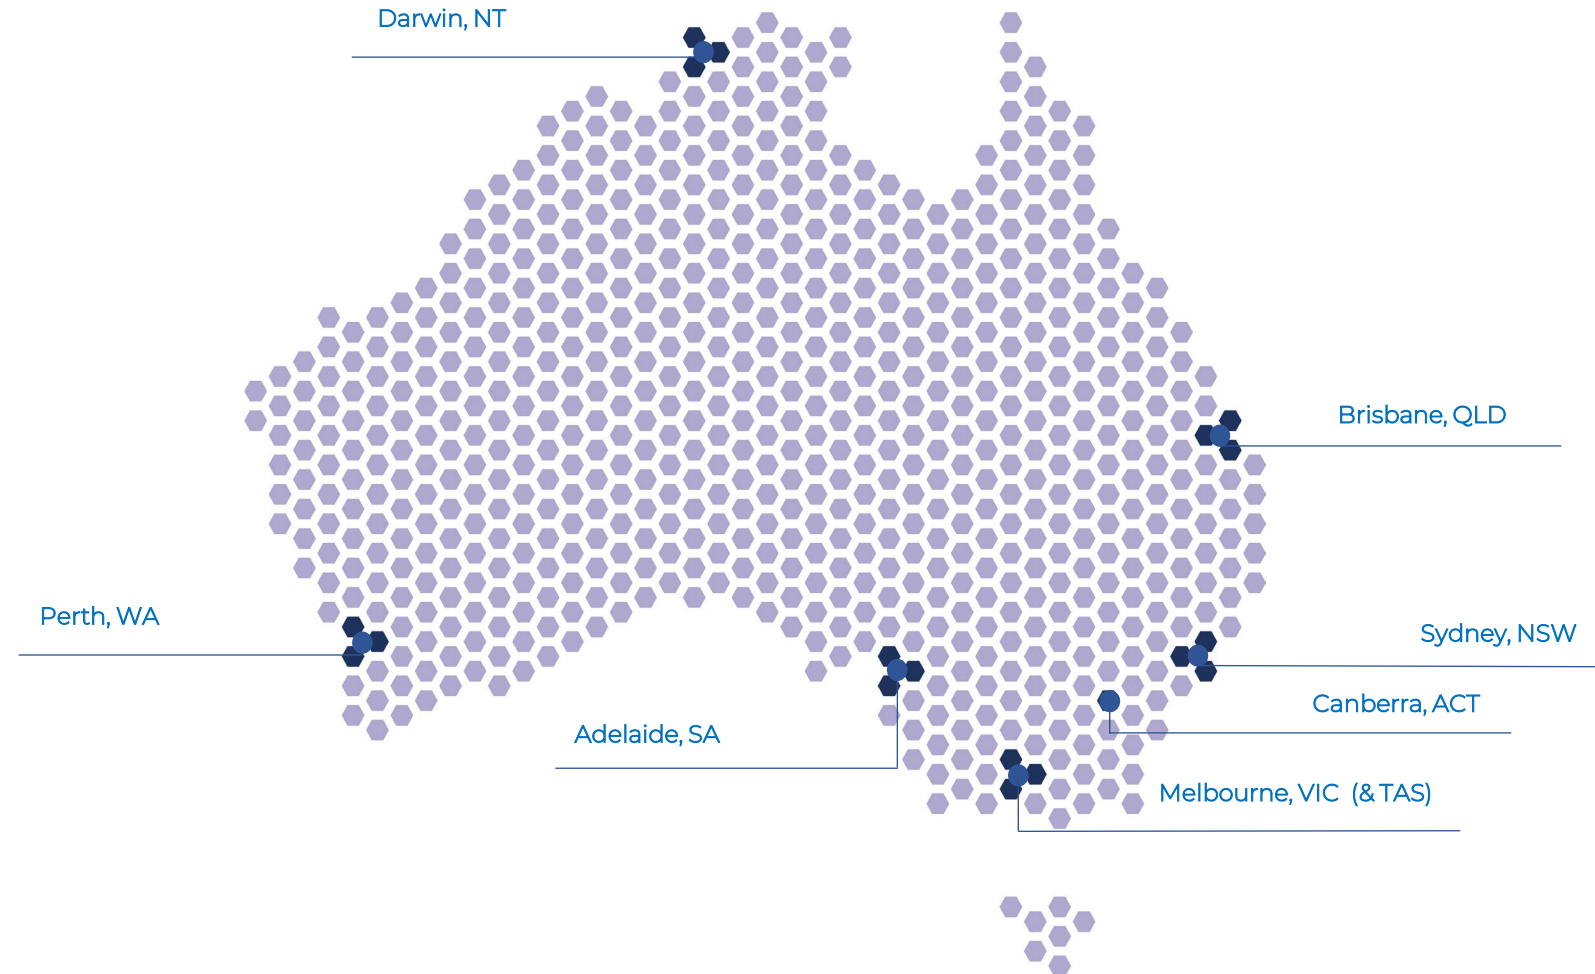 Darwin, NT
Brisbane, QLD
Perth, WA
Sydney, NSW
Canberra, ACT
Adelaide, SA
Melbourne, VIC (& TAS)